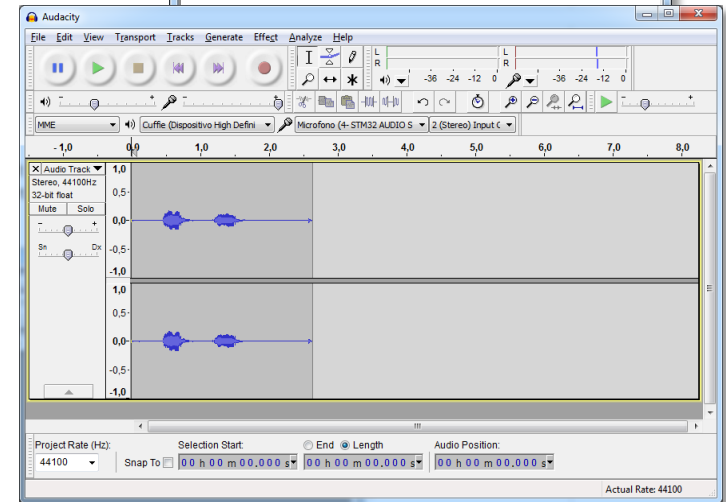 Audacity
File Edit View Transport Tracks Generate Effect Analyze Help
L
R
L
R
-36 -24 -12 0
-36 -24 -12 0
MME
Cuffie (Dispositivo High Defini
Microfono (4- STM32 AUDIO S
2 (Stereo) Input C
- 1,0 0,0 1,0 2,0 3,0 4,0 5,0 6,0 7,0 8,0
Audio Track
Stereo, 44100Hz
32-bit float
Mute Solo
- +
Sn Dx
1,0
0,5-
0,0-
-0,5-
-1,0
1,0
0,5-
0,0-
-0,5-
-1,0
Project Rate (Hz): Selection Start: End Length Audio Position:
44100 Snap To 00 h 00 m 00.000 s 00 h 00 m 00.000 s 00 h 00 m 00.000 s
Actual Rate: 44100